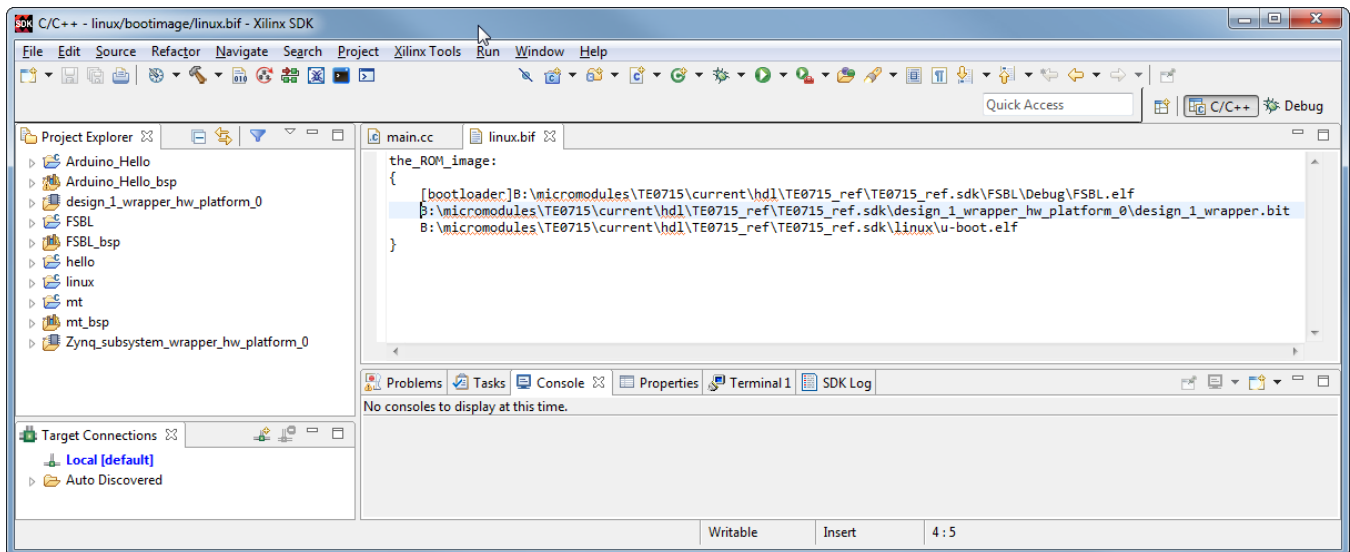 SDK C/C++ - linux/bootimage/linux.bif - Xilinx SDK
File Edit Source Refactor Navigate Search Project Xilinx Tools Run Window Help
Quick Access
C/C++ Debug
Project Explorer
Arduino_Hello
Arduino_Hello_bsp
design_1_wrapper_hw_platform_0
FSBL
FSBL_bsp
hello
linux
mt
mt_bsp
Zynq_subsystem_wrapper_hw_platform_0
main.cc linux.bif
the_ROM_image:
{
[bootloader]B:\micromodules\TE0715\current\hdl\TE0715_ref\TE0715_ref.sdk\FSBL\Debug\FSBL.elf
B:\micromodules\TE0715\current\hdl\TE0715_ref\TE0715_ref.sdk\design_1_wrapper_hw_platform_0\design_1_wrapper.bit
B:\micromodules\TE0715\current\hdl\TE0715_ref\TE0715_ref.sdk\linux\u-boot.elf
}
Problems Tasks Console Properties Terminal 1 SDK Log
No consoles to display at this time.
Target Connections
Local [default]
Auto Discovered
Writable Insert 4 : 5